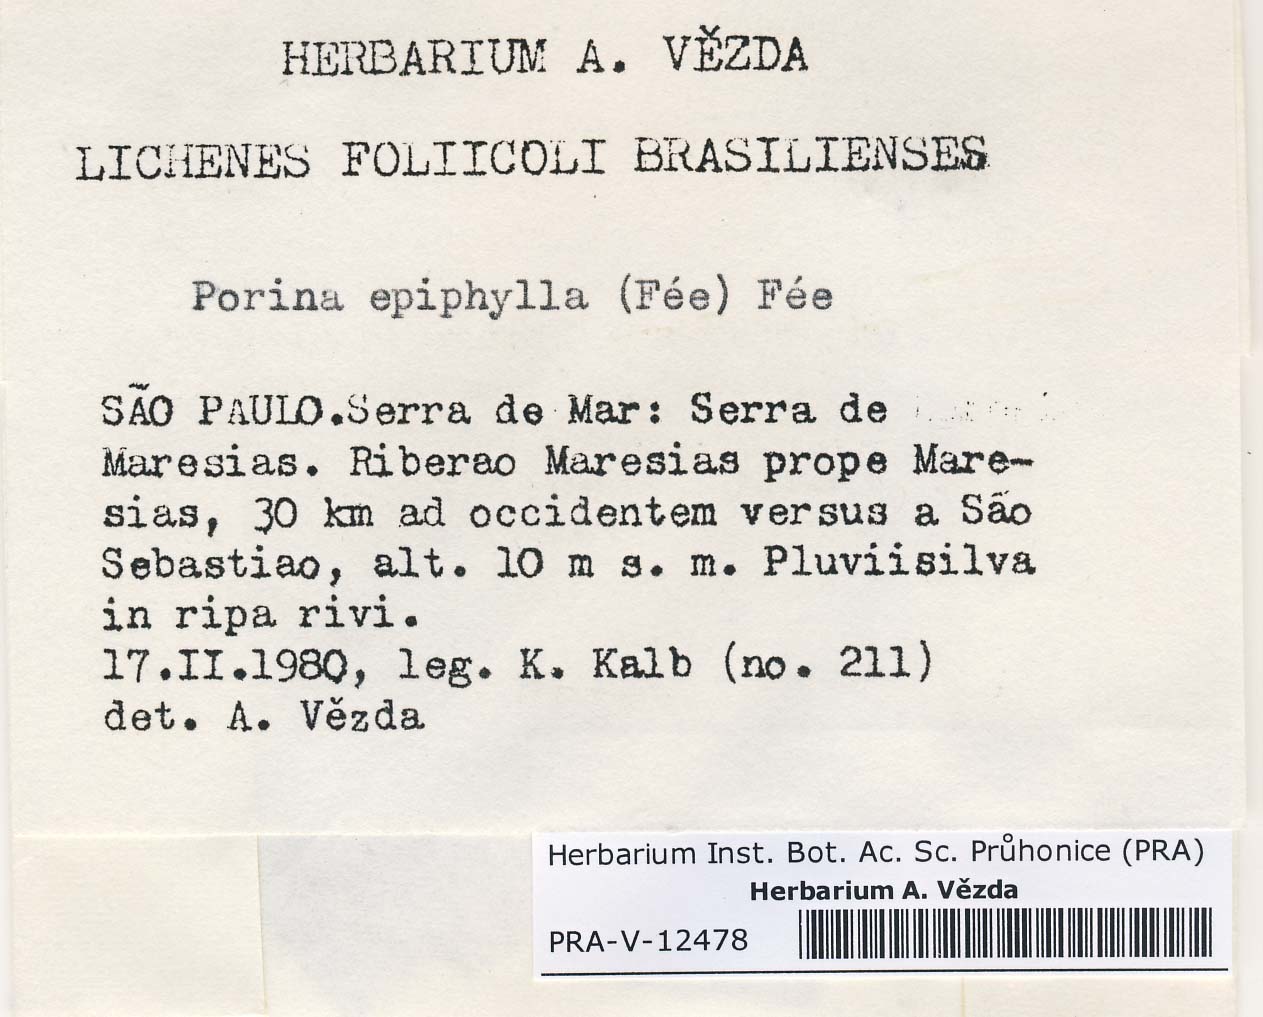 HERBARIUM A. VĚZDA
LICHENES FOLIICOLI BRASILIENSES
Porina epiphylla (Fée) Fée
SÃO PAULO.Serra de Mar: Serra de
Maresias. Riberao Maresias prope Mare-
sias, 30 km ad occidentem versus a São
Sebastiao, alt. 10 m s. m. Pluviisilva
in ripa rivi.
17.II.1980, leg. K. Kalb (no. 211)
det. A. Vězda
Herbarium Inst. Bot. Ac. Sc. Průhonice (PRA)
Herbarium A. Vězda
PRA-V-12478